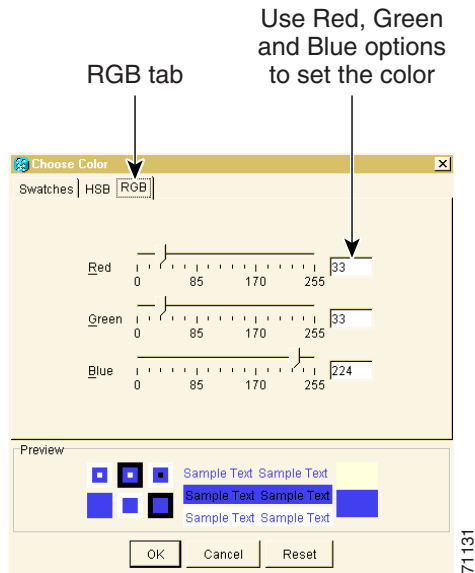 Use Red, Green
and Blue options
to set the color
RGB tab
Choose Color
Swatches HSB RGB
Red 33
0 85 170 255
Green 33
0 85 170 255
Blue 224
0 85 170 255
Preview
Sample Text Sample Text
Sample Text Sample Text
Sample Text Sample Text
OK Cancel Reset
71131